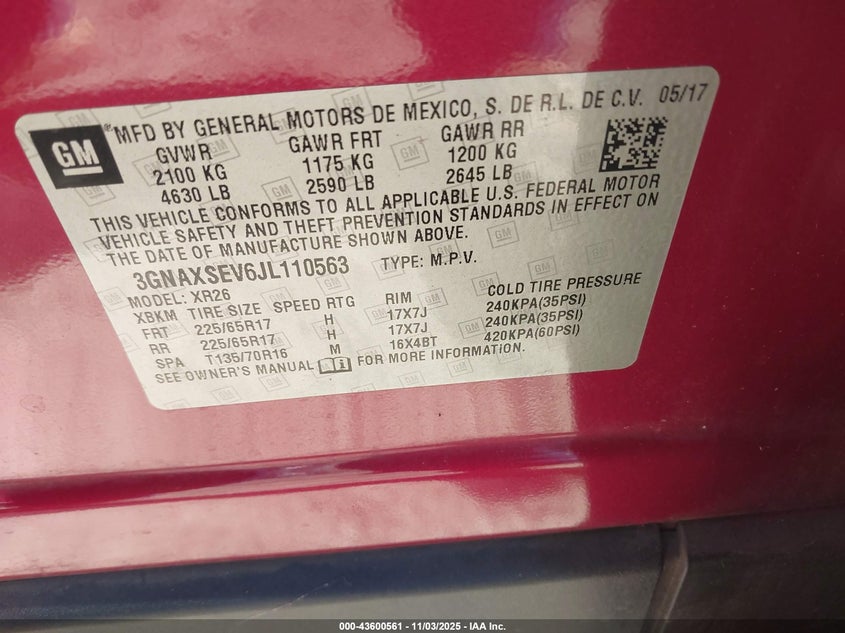 GM
®MFD BY GENERAL MOTORS DE MEXICO, S. DE R.L. DE C.V. 05/17
GVWR GAWR FRT GAWR RR
2100 KG 1175 KG 1200 KG
4630 LB 2590 LB 2645 LB
THIS VEHICLE CONFORMS TO ALL APPLICABLE U.S. FEDERAL MOTOR
VEHICLE SAFETY AND THEFT PREVENTION STANDARDS IN EFFECT ON
THE DATE OF MANUFACTURE SHOWN ABOVE.
3GNAXSEV6JL110563 TYPE: M.P.V.
MODEL: XR26
XBKM TIRE SIZE SPEED RTG RIM COLD TIRE PRESSURE
FRT 225/65R17 H 17X7J 240KPA(35PSI)
RR 225/65R17 H 17X7J 240KPA(35PSI)
SPA T135/70R16 M 16X4BT 420KPA(60PSI)
SEE OWNER'S MANUAL FOR MORE INFORMATION.
000-43600561 - 11/03/2025 - IAA Inc.